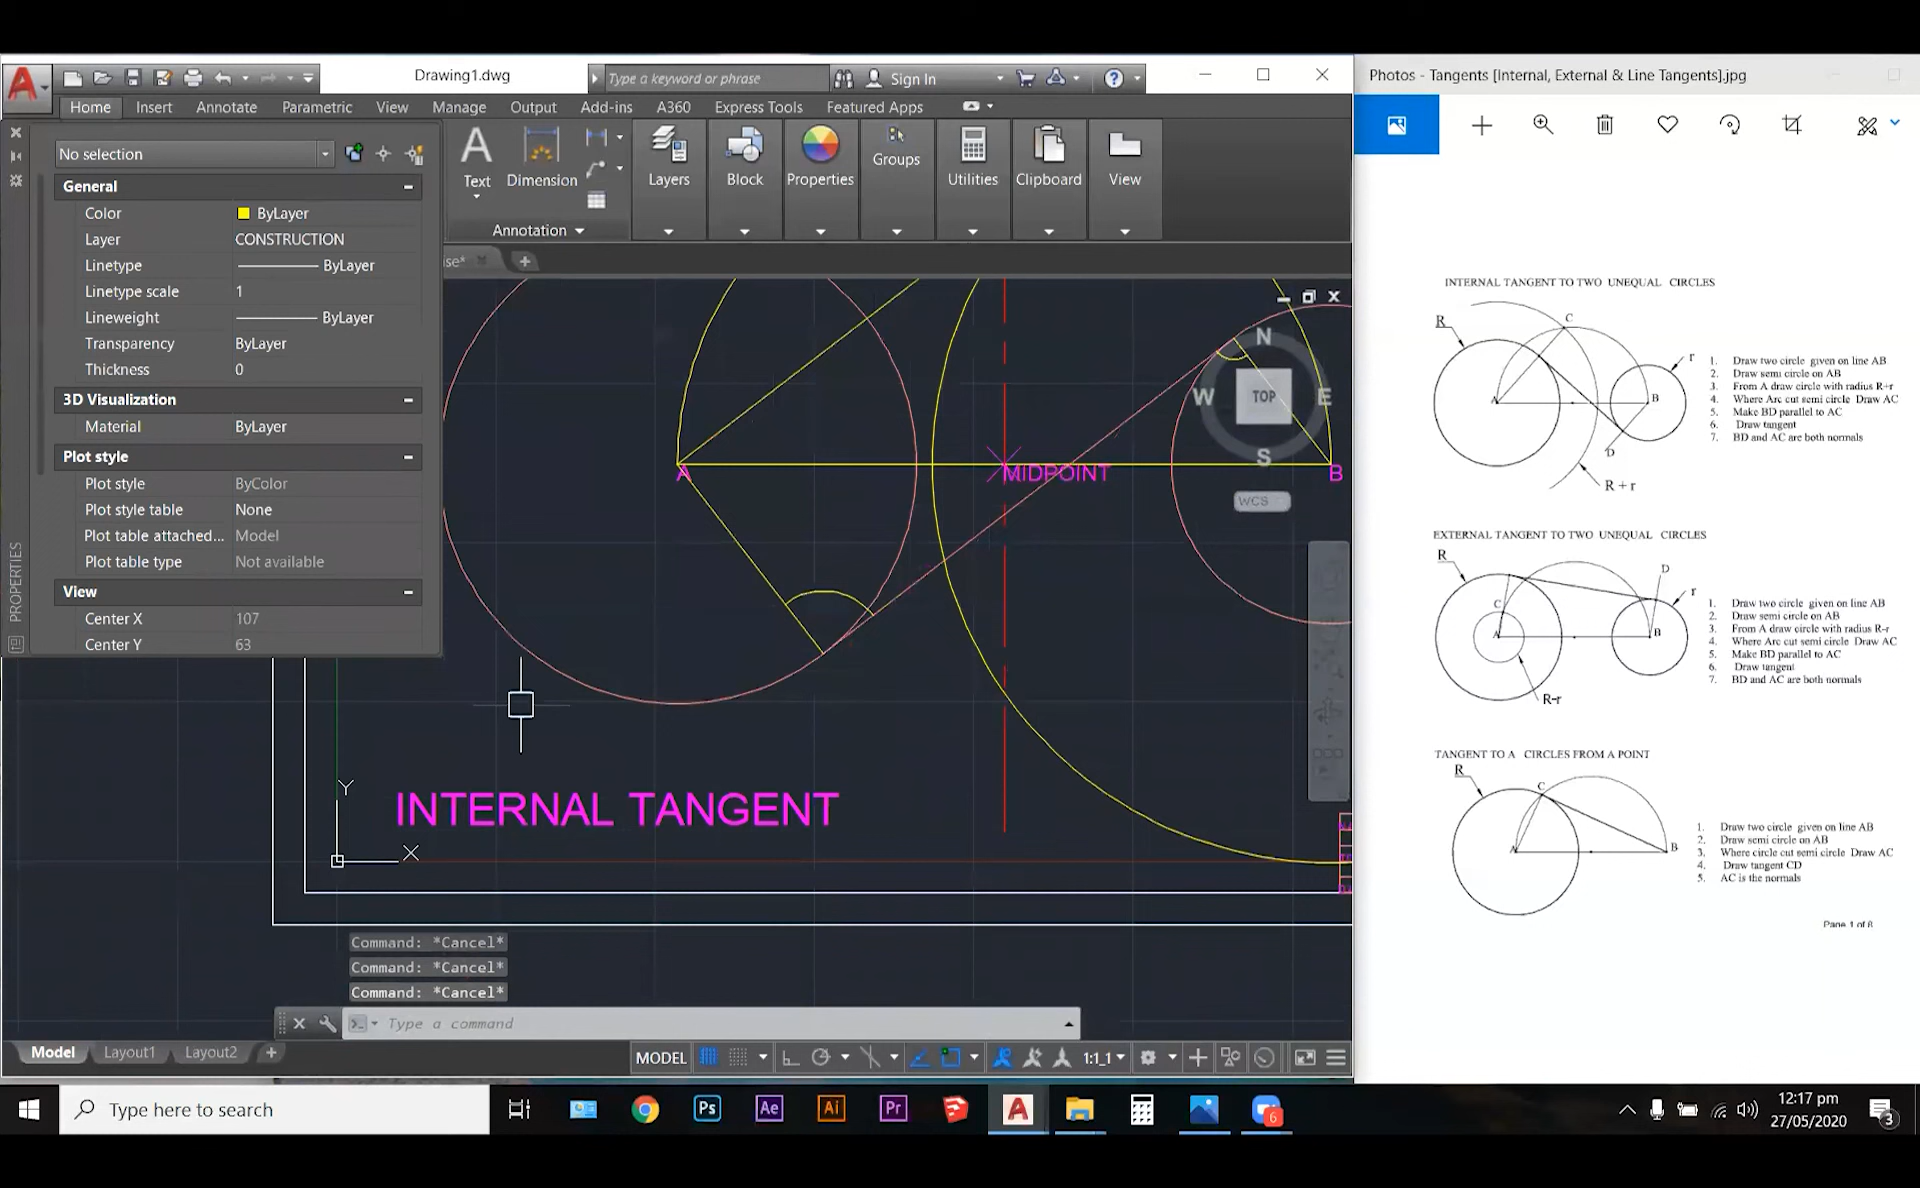 Drawing1.dwg
Type a keyword or phrase
Sign In
Home
Insert
Annotate
Parametric
View
Manage
Output
Add-ins
A360
Express Tools
Featured Apps
No selection
General
Color ByLayer
Layer CONSTRUCTION
Linetype ByLayer
Linetype scale 1
Lineweight ByLayer
Transparency ByLayer
Thickness 0
3D Visualization
Material ByLayer
Plot style
Plot style ByColor
Plot style table None
Plot table attached... Model
Plot table type Not available
View
Center X 107
Center Y 63
PROPERTIES
Text
Dimension
Annotation
Layers
Block
Properties
Groups
Utilities
Clipboard
View
ise*
N
W TOP E
S
WCS
A
MIDPOINT
B
Y
X
INTERNAL TANGENT
Command: *Cancel*
Command: *Cancel*
Command: *Cancel*
Type a command
Model
Layout1
Layout2
MODEL
1:1_1
Photos - Tangents [Internal, External & Line Tangents].jpg
INTERNAL TANGENT TO TWO UNEQUAL CIRCLES
R
C
r
A
B
D
R + r
1. Draw two circle given on line AB
2. Draw semi circle on AB
3. From A draw circle with radius R+r
4. Where Arc cut semi circle Draw AC
5. Make BD parallel to AC
6. Draw tangent
7. BD and AC are both normals
EXTERNAL TANGENT TO TWO UNEQUAL CIRCLES
R
D
r
C
A
B
R-r
1. Draw two circle given on line AB
2. Draw semi circle on AB
3. From A draw circle with radius R-r
4. Where Arc cut semi circle Draw AC
5. Make BD parallel to AC
6. Draw tangent
7. BD and AC are both normals
TANGENT TO A CIRCLES FROM A POINT
R
C
A
B
1. Draw two circle given on line AB
2. Draw semi circle on AB
3. Where circle cut semi circle Draw AC
4. Draw tangent CD
5. AC is the normals
Page 1 of 8
Type here to search
Ps
Ae
Ai
Pr
A
6
12:17 pm
27/05/2020
3